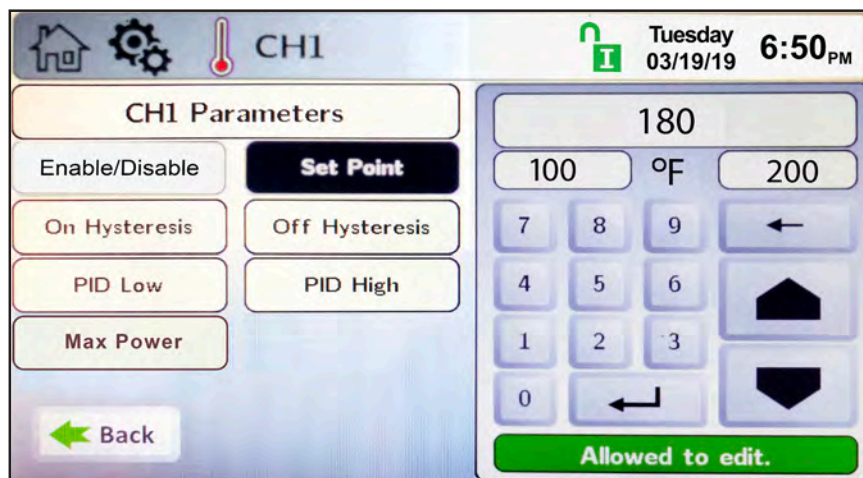 CH1
Tuesday
03/19/19
6:50 PM
CH1 Parameters
Enable/Disable
Set Point
On Hysteresis
Off Hysteresis
PID Low
PID High
Max Power
Back
180
100 °F 200
7 8 9
4 5 6
1 2 3
0
Allowed to edit.
I